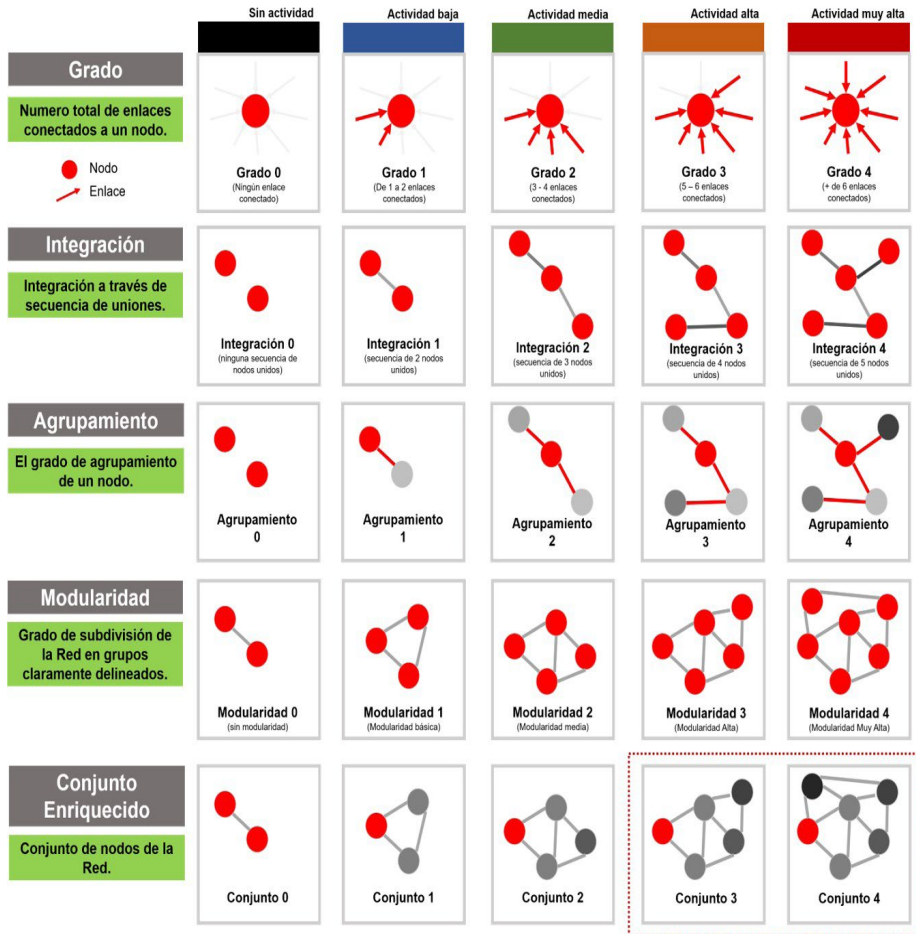 Sin actividad
Actividad baja
Actividad media
Actividad alta
Actividad muy alta
Grado
Numero total de enlaces
conectados a un nodo.
Nodo
Enlace
Grado 0
(Ningún enlace
conectado)
Grado 1
(De 1 a 2 enlaces
conectados)
Grado 2
(3 - 4 enlaces
conectados)
Grado 3
(5 – 6 enlaces
conectados)
Grado 4
(+ de 6 enlaces
conectados)
Integración
Integración a través de
secuencia de uniones.
Integración 0
(ninguna secuencia de
nodos unidos)
Integración 1
(secuencia de 2 nodos
unidos)
Integración 2
(secuencia de 3 nodos
unidos)
Integración 3
(secuencia de 4 nodos
unidos)
Integración 4
(secuencia de 5 nodos
unidos)
Agrupamiento
El grado de agrupamiento
de un nodo.
Agrupamiento
0
Agrupamiento
1
Agrupamiento
2
Agrupamiento
3
Agrupamiento
4
Modularidad
Grado de subdivisión de
la Red en grupos
claramente delineados.
Modularidad 0
(sin modularidad)
Modularidad 1
(Modularidad básica)
Modularidad 2
(Modularidad media)
Modularidad 3
(Modularidad Alta)
Modularidad 4
(Modularidad Muy Alta)
Conjunto
Enriquecido
Conjunto de nodos de la
Red.
Conjunto 0
Conjunto 1
Conjunto 2
Conjunto 3
Conjunto 4